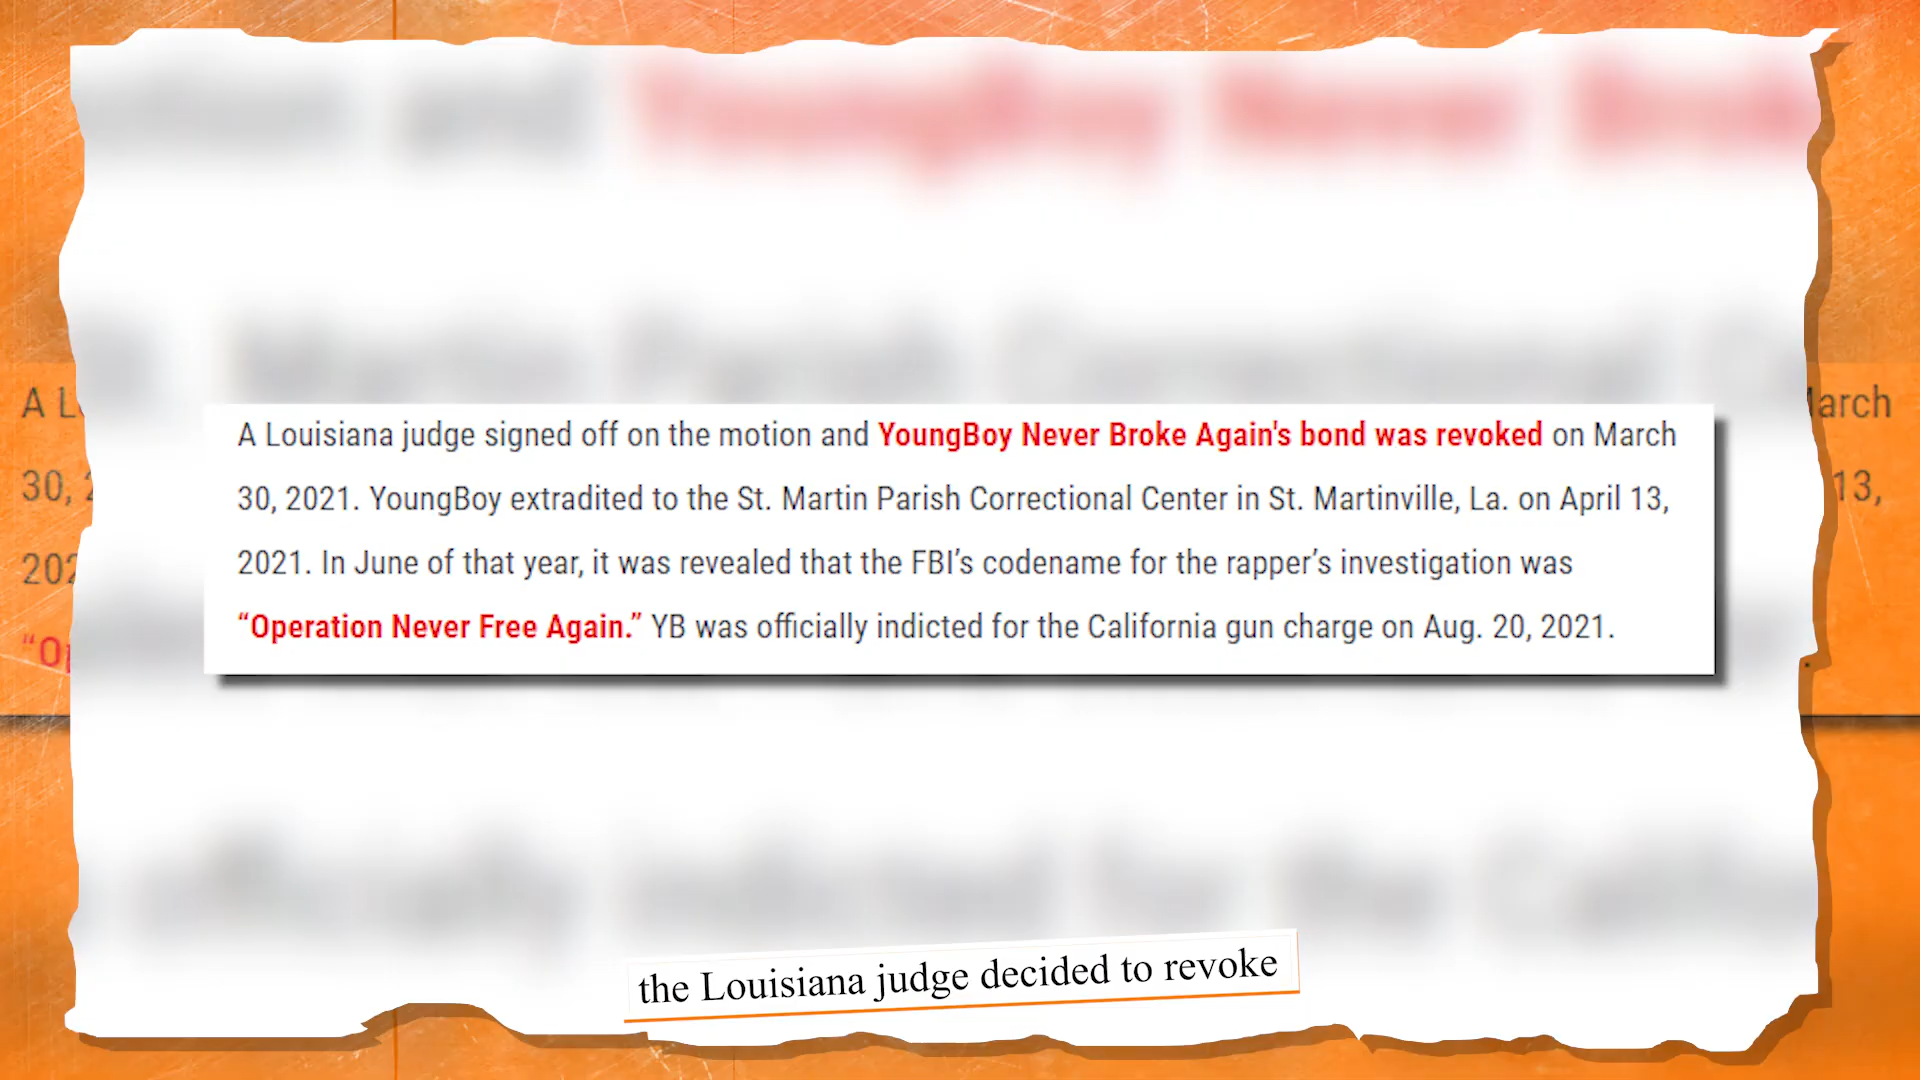 A Louisiana judge signed off on the motion and YoungBoy Never Broke Again's bond was revoked on March
30, 2021. YoungBoy extradited to the St. Martin Parish Correctional Center in St. Martinville, La. on April 13,
2021. In June of that year, it was revealed that the FBI’s codename for the rapper’s investigation was
“Operation Never Free Again.” YB was officially indicted for the California gun charge on Aug. 20, 2021.
the Louisiana judge decided to revoke